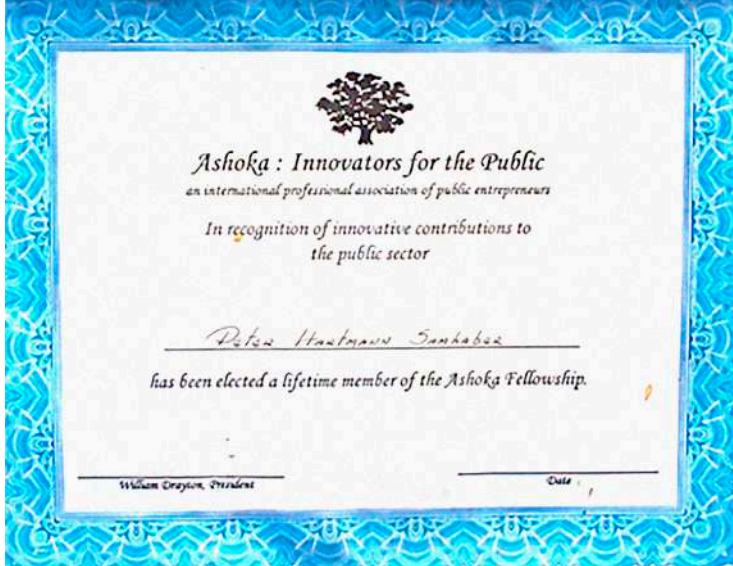 Ashoka : Innovators for the Public
an international professional association of public entrepreneurs
In recognition of innovative contributions to
the public sector
Peter Hartmann Samhaber
has been elected a lifetime member of the Ashoka Fellowship.
William Drayton, President
Date